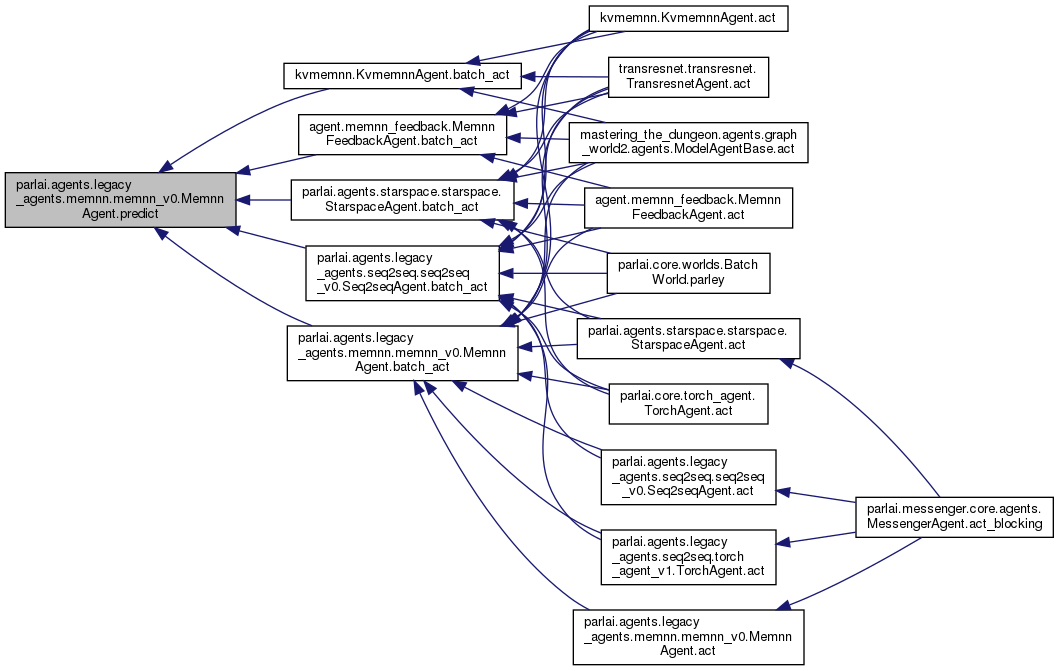 parlai.agents.legacy
_agents.memnn.memnn_v0.Memnn
Agent.predict
kvmemnn.KvmemnnAgent.batch_act
agent.memnn_feedback.Memnn
FeedbackAgent.batch_act
parlai.agents.starspace.starspace.
StarspaceAgent.batch_act
parlai.agents.legacy
_agents.seq2seq.seq2seq
_v0.Seq2seqAgent.batch_act
parlai.agents.legacy
_agents.memnn.memnn_v0.Memnn
Agent.batch_act
kvmemnn.KvmemnnAgent.act
transresnet.transresnet.
TransresnetAgent.act
mastering_the_dungeon.agents.graph
_world2.agents.ModelAgentBase.act
agent.memnn_feedback.Memnn
FeedbackAgent.act
parlai.core.worlds.Batch
World.parley
parlai.agents.starspace.starspace.
StarspaceAgent.act
parlai.core.torch_agent.
TorchAgent.act
parlai.agents.legacy
_agents.seq2seq.seq2seq
_v0.Seq2seqAgent.act
parlai.agents.legacy
_agents.seq2seq.torch
_agent_v1.TorchAgent.act
parlai.agents.legacy
_agents.memnn.memnn_v0.Memnn
Agent.act
parlai.messenger.core.agents.
MessengerAgent.act_blocking